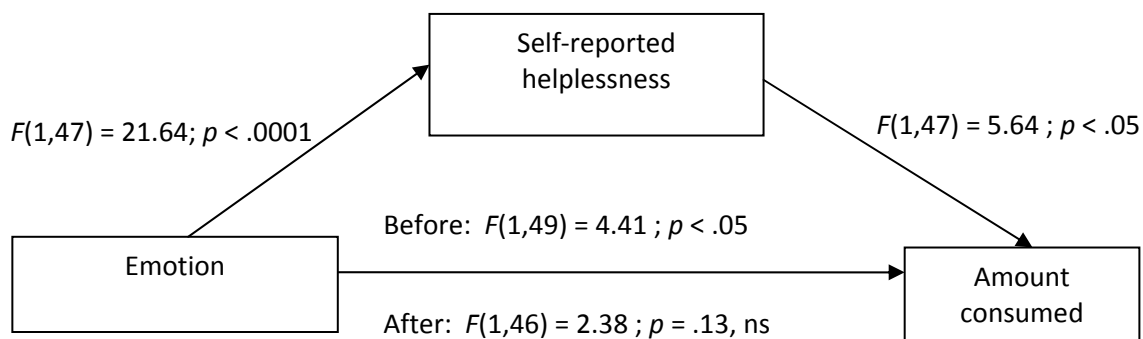 Self-reported
helplessness
F(1,47) = 21.64; p < .0001
F(1,47) = 5.64 ; p < .05
Before:  F(1,49) = 4.41 ; p < .05
Emotion
Amount
consumed
After:  F(1,46) = 2.38 ; p = .13, ns